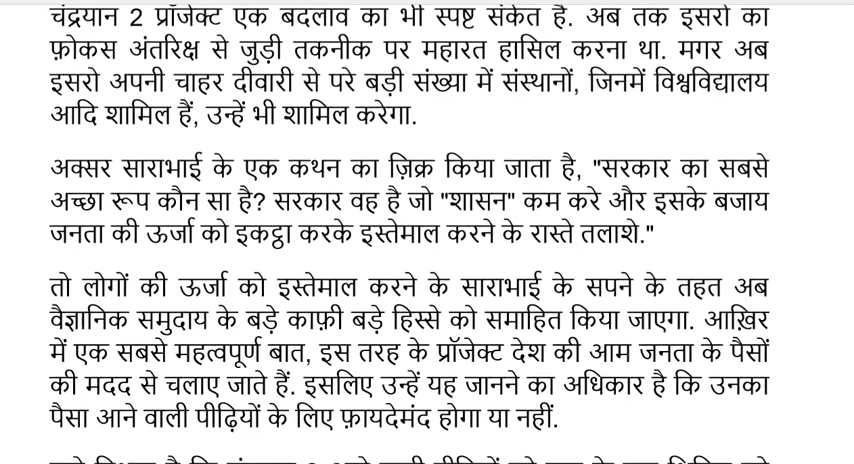 चंद्रयान 2 प्रॉजेक्ट एक बदलाव का भी स्पष्ट संकेत है. अब तक इसरो का
फ़ोकस अंतरिक्ष से जुड़ी तकनीक पर महारत हासिल करना था. मगर अब
इसरो अपनी चाहर दीवारी से परे बड़ी संख्या में संस्थानों, जिनमें विश्वविद्यालय
आदि शामिल हैं, उन्हें भी शामिल करेगा.
अक्सर साराभाई के एक कथन का ज़िक्र किया जाता है, "सरकार का सबसे
अच्छा रूप कौन सा है? सरकार वह है जो "शासन" कम करे और इसके बजाय
जनता की ऊर्जा को इकट्ठा करके इस्तेमाल करने के रास्ते तलाशे."
तो लोगों की ऊर्जा को इस्तेमाल करने के साराभाई के सपने के तहत अब
वैज्ञानिक समुदाय के बड़े काफ़ी बड़े हिस्से को समाहित किया जाएगा. आख़िर
में एक सबसे महत्वपूर्ण बात, इस तरह के प्रॉजेक्ट देश की आम जनता के पैसों
की मदद से चलाए जाते हैं. इसलिए उन्हें यह जानने का अधिकार है कि उनका
पैसा आने वाली पीढ़ियों के लिए फ़ायदेमंद होगा या नहीं.